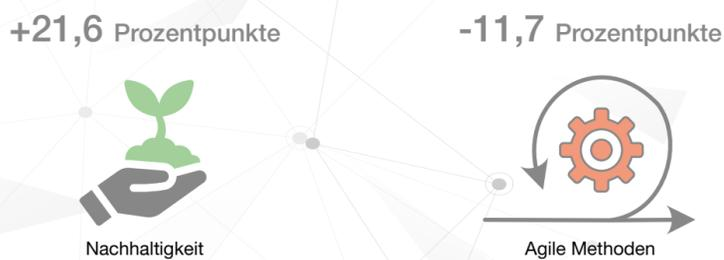 +21,6 Prozentpunkte
-11,7 Prozentpunkte
Nachhaltigkeit
Agile Methoden